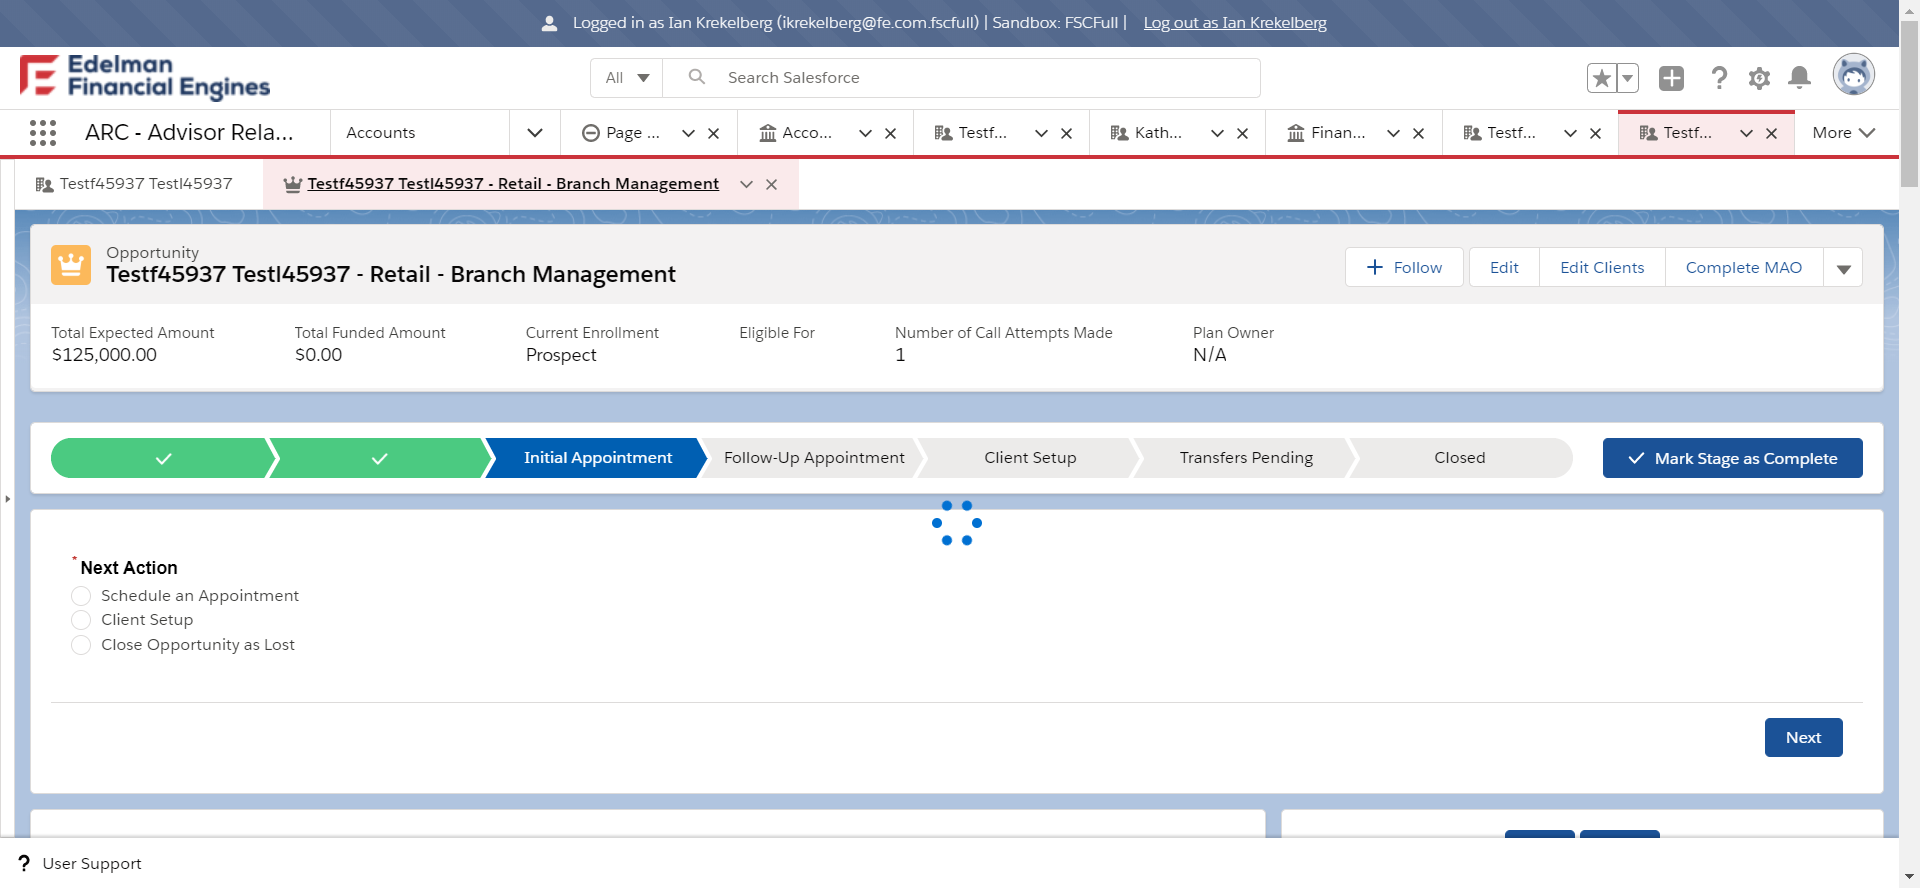 Logged in as Ian Krekelberg (ikrekelberg@fe.com.fscfull) | Sandbox: FSCFull | Log out as Ian Krekelberg
Edelman
Financial Engines
All
Search Salesforce
ARC - Advisor Rela...
Accounts
Page ...
Acco...
Testf...
Kath...
Finan...
Testf...
Testf...
More
Testf45937 Testl45937
Testf45937 Testl45937 - Retail - Branch Management
Opportunity
Testf45937 Testl45937 - Retail - Branch Management
Follow
Edit
Edit Clients
Complete MAO
Total Expected Amount
$125,000.00
Total Funded Amount
$0.00
Current Enrollment
Prospect
Eligible For
Number of Call Attempts Made
1
Plan Owner
N/A
Initial Appointment
Follow-Up Appointment
Client Setup
Transfers Pending
Closed
Mark Stage as Complete
* Next Action
Schedule an Appointment
Client Setup
Close Opportunity as Lost
Next
? User Support